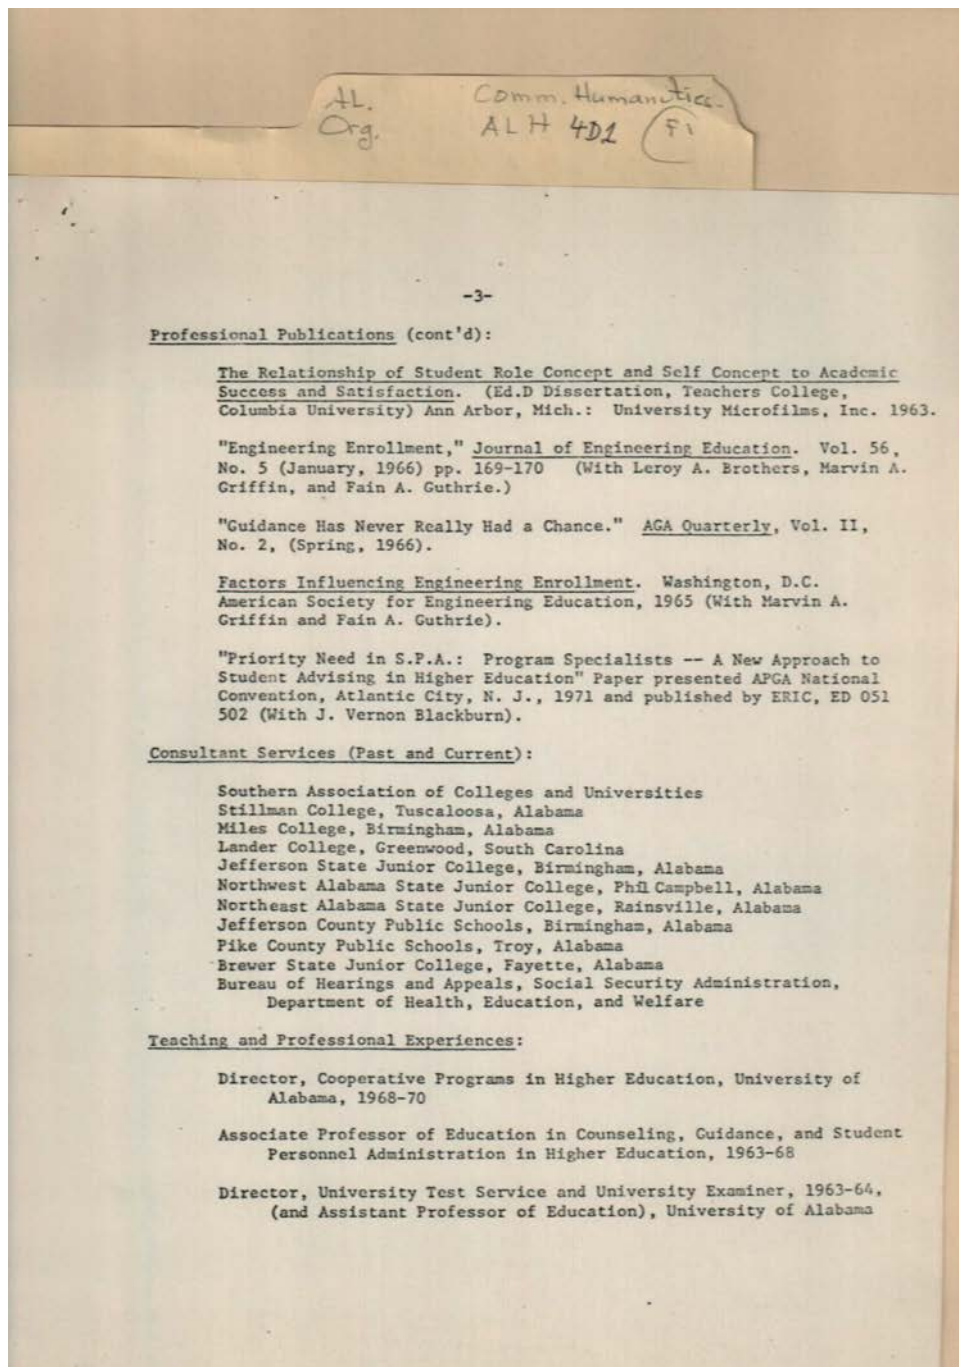 AL. Comm. Humanities.
Org. ALH 4D1 F1
-3-
Professional Publications (cont'd):
The Relationship of Student Role Concept and Self Concept to Academic
Success and Satisfaction. (Ed.D Dissertation, Teachers College,
Columbia University) Ann Arbor, Mich.: University Microfilms, Inc. 1963.
"Engineering Enrollment," Journal of Engineering Education. Vol. 56,
No. 5 (January, 1966) pp. 169-170 (With Leroy A. Brothers, Marvin A.
Griffin, and Fain A. Guthrie.)
"Guidance Has Never Really Had a Chance." AGA Quarterly, Vol. II,
No. 2, (Spring, 1966).
Factors Influencing Engineering Enrollment. Washington, D.C.
American Society for Engineering Education, 1965 (With Marvin A.
Griffin and Fain A. Guthrie).
"Priority Need in S.P.A.: Program Specialists -- A New Approach to
Student Advising in Higher Education" Paper presented APGA National
Convention, Atlantic City, N. J., 1971 and published by ERIC, ED 051
502 (With J. Vernon Blackburn).
Consultant Services (Past and Current):
Southern Association of Colleges and Universities
Stillman College, Tuscaloosa, Alabama
Miles College, Birmingham, Alabama
Lander College, Greenwood, South Carolina
Jefferson State Junior College, Birmingham, Alabama
Northwest Alabama State Junior College, Phil Campbell, Alabama
Northeast Alabama State Junior College, Rainsville, Alabama
Jefferson County Public Schools, Birmingham, Alabama
Pike County Public Schools, Troy, Alabama
Brewer State Junior College, Fayette, Alabama
Bureau of Hearings and Appeals, Social Security Administration,
Department of Health, Education, and Welfare
Teaching and Professional Experiences:
Director, Cooperative Programs in Higher Education, University of
Alabama, 1968-70
Associate Professor of Education in Counseling, Guidance, and Student
Personnel Administration in Higher Education, 1963-68
Director, University Test Service and University Examiner, 1963-64,
(and Assistant Professor of Education), University of Alabama